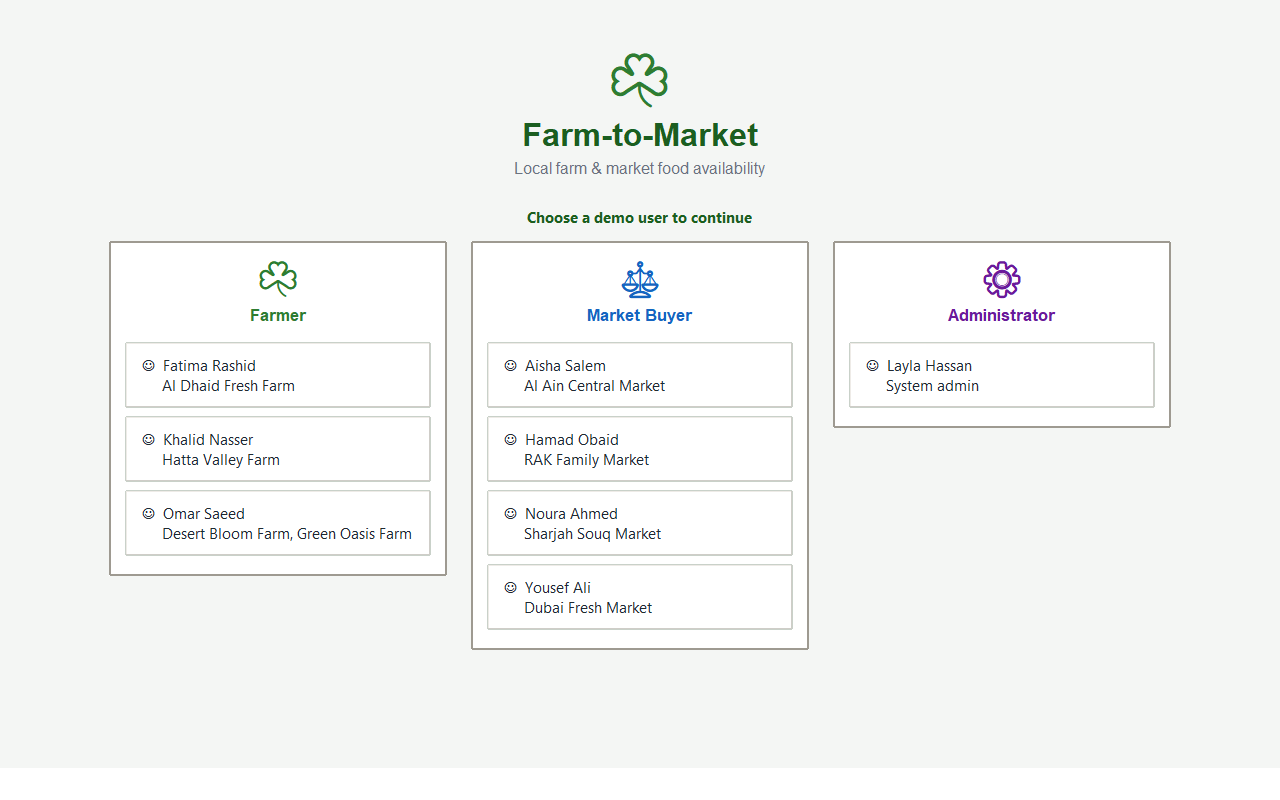 Farm-to-Market
Local farm & market food availability
Choose a demo user to continue
Farmer
Fatima Rashid
Al Dhaid Fresh Farm
Khalid Nasser
Hatta Valley Farm
Omar Saeed
Desert Bloom Farm, Green Oasis Farm
Market Buyer
Aisha Salem
Al Ain Central Market
Hamad Obaid
RAK Family Market
Noura Ahmed
Sharjah Souq Market
Yousef Ali
Dubai Fresh Market
Administrator
Layla Hassan
System admin